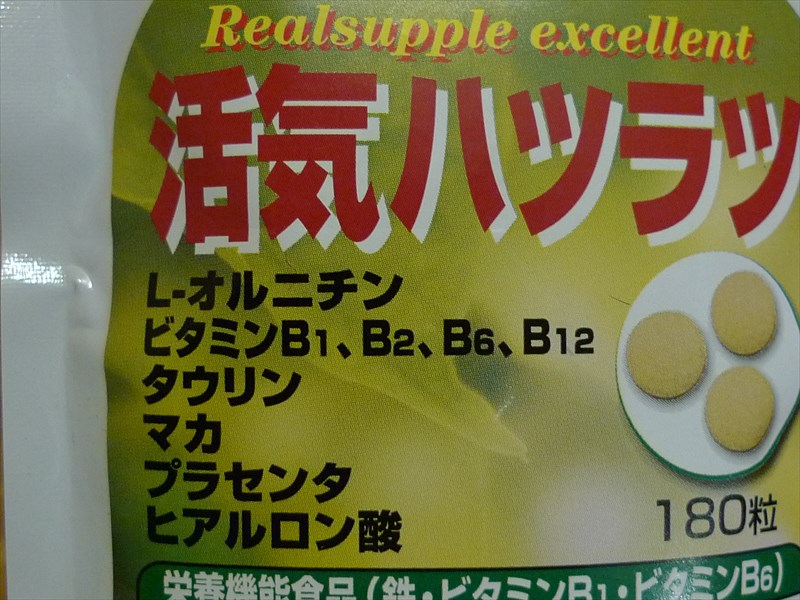 Realsupple excellent
活気ハツラツ
L-オルニチン
ビタミンB1、B2、B6、B12
タウリン
マカ
プラセンタ
ヒアルロン酸
180粒
栄養機能食品(鉄・ビタミンB1・ビタミンB6)